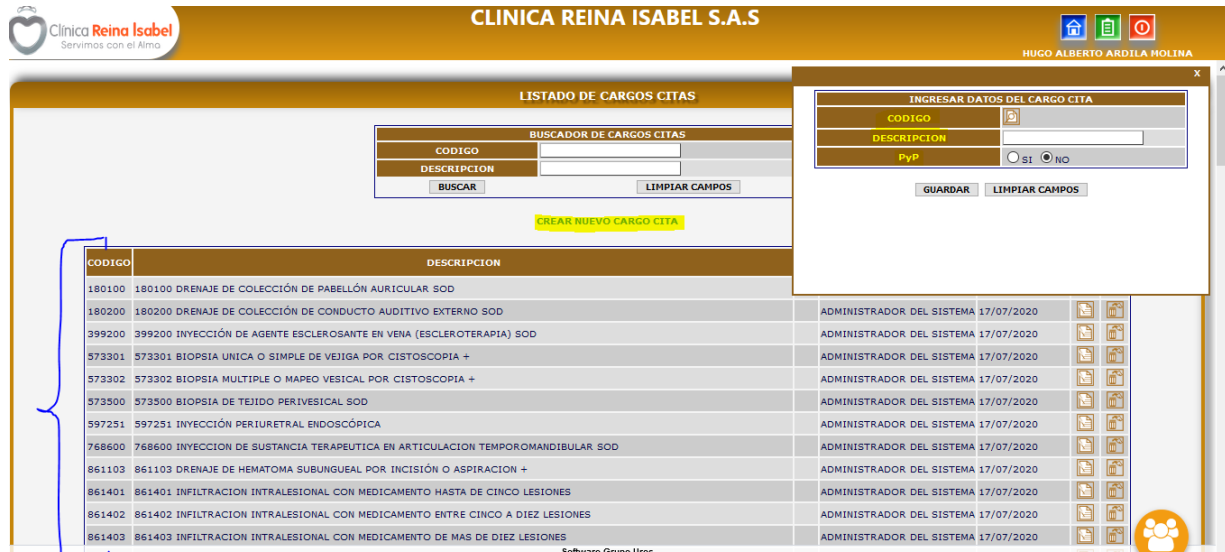 CLINICA REINA ISABEL S.A.S
Clínica Reina Isabel
Servimos con el Alma
HUGO ALBERTO ARDILA MOLINA
X
LISTADO DE CARGOS CITAS
INGRESAR DATOS DEL CARGO CITA
CODIGO
DESCRIPCION
PyP SI NO
GUARDAR LIMPIAR CAMPOS
BUSCADOR DE CARGOS CITAS
CODIGO
DESCRIPCION
BUSCAR LIMPIAR CAMPOS
CREAR NUEVO CARGO CITA
CODIGO DESCRIPCION
180100 180100 DRENAJE DE COLECCIÓN DE PABELLÓN AURICULAR SOD
180200 180200 DRENAJE DE COLECCIÓN DE CONDUCTO AUDITIVO EXTERNO SOD ADMINISTRADOR DEL SISTEMA 17/07/2020
399200 399200 INYECCIÓN DE AGENTE ESCLEROSANTE EN VENA (ESCLEROTERAPIA) SOD ADMINISTRADOR DEL SISTEMA 17/07/2020
573301 573301 BIOPSIA UNICA O SIMPLE DE VEJIGA POR CISTOSCOPIA + ADMINISTRADOR DEL SISTEMA 17/07/2020
573302 573302 BIOPSIA MULTIPLE O MAPEO VESICAL POR CISTOSCOPIA + ADMINISTRADOR DEL SISTEMA 17/07/2020
573500 573500 BIOPSIA DE TEJIDO PERIVESICAL SOD ADMINISTRADOR DEL SISTEMA 17/07/2020
597251 597251 INYECCIÓN PERIURETRAL ENDOSCÓPICA ADMINISTRADOR DEL SISTEMA 17/07/2020
768600 768600 INYECCION DE SUSTANCIA TERAPEUTICA EN ARTICULACION TEMPOROMANDIBULAR SOD ADMINISTRADOR DEL SISTEMA 17/07/2020
861103 861103 DRENAJE DE HEMATOMA SUBUNGUEAL POR INCISIÓN O ASPIRACION + ADMINISTRADOR DEL SISTEMA 17/07/2020
861401 861401 INFILTRACION INTRALESIONAL CON MEDICAMENTO HASTA DE CINCO LESIONES ADMINISTRADOR DEL SISTEMA 17/07/2020
861402 861402 INFILTRACION INTRALESIONAL CON MEDICAMENTO ENTRE CINCO A DIEZ LESIONES ADMINISTRADOR DEL SISTEMA 17/07/2020
861403 861403 INFILTRACION INTRALESIONAL CON MEDICAMENTO DE MAS DE DIEZ LESIONES ADMINISTRADOR DEL SISTEMA 17/07/2020
Software Grupo Uros